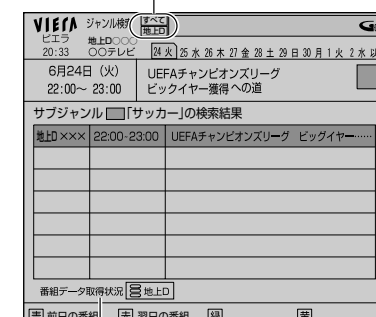 VIErA ジャンル検 すべて
ピエラ 地上D○○○ 地上D
20:33 ○○テレビ 24 火 25 水 26 木 27 金 28 土 29 日 30 月 1 火 2 水
6月24日（火） UEFAチャンピオンズリーグ
22:00～ 23:00 ビックイヤー獲得への道
サブジャンル「サッカー」の検索結果
地上D××× 22:00-23:00 UEFAチャンピオンズリーグ ビッグイヤー……
番組データ取得状況 地上D
青 前日の番組 赤 翌日の番組 緑 黄